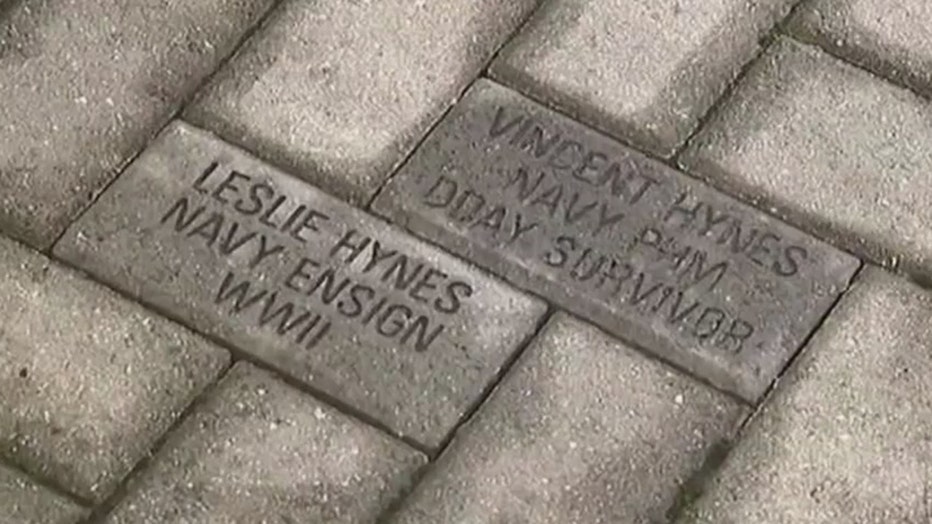 LESLIE HYNES
NAVY ENSIGN
WWII
VINCENT HYNES
NAVY PHM
DDAY SURVIVOR